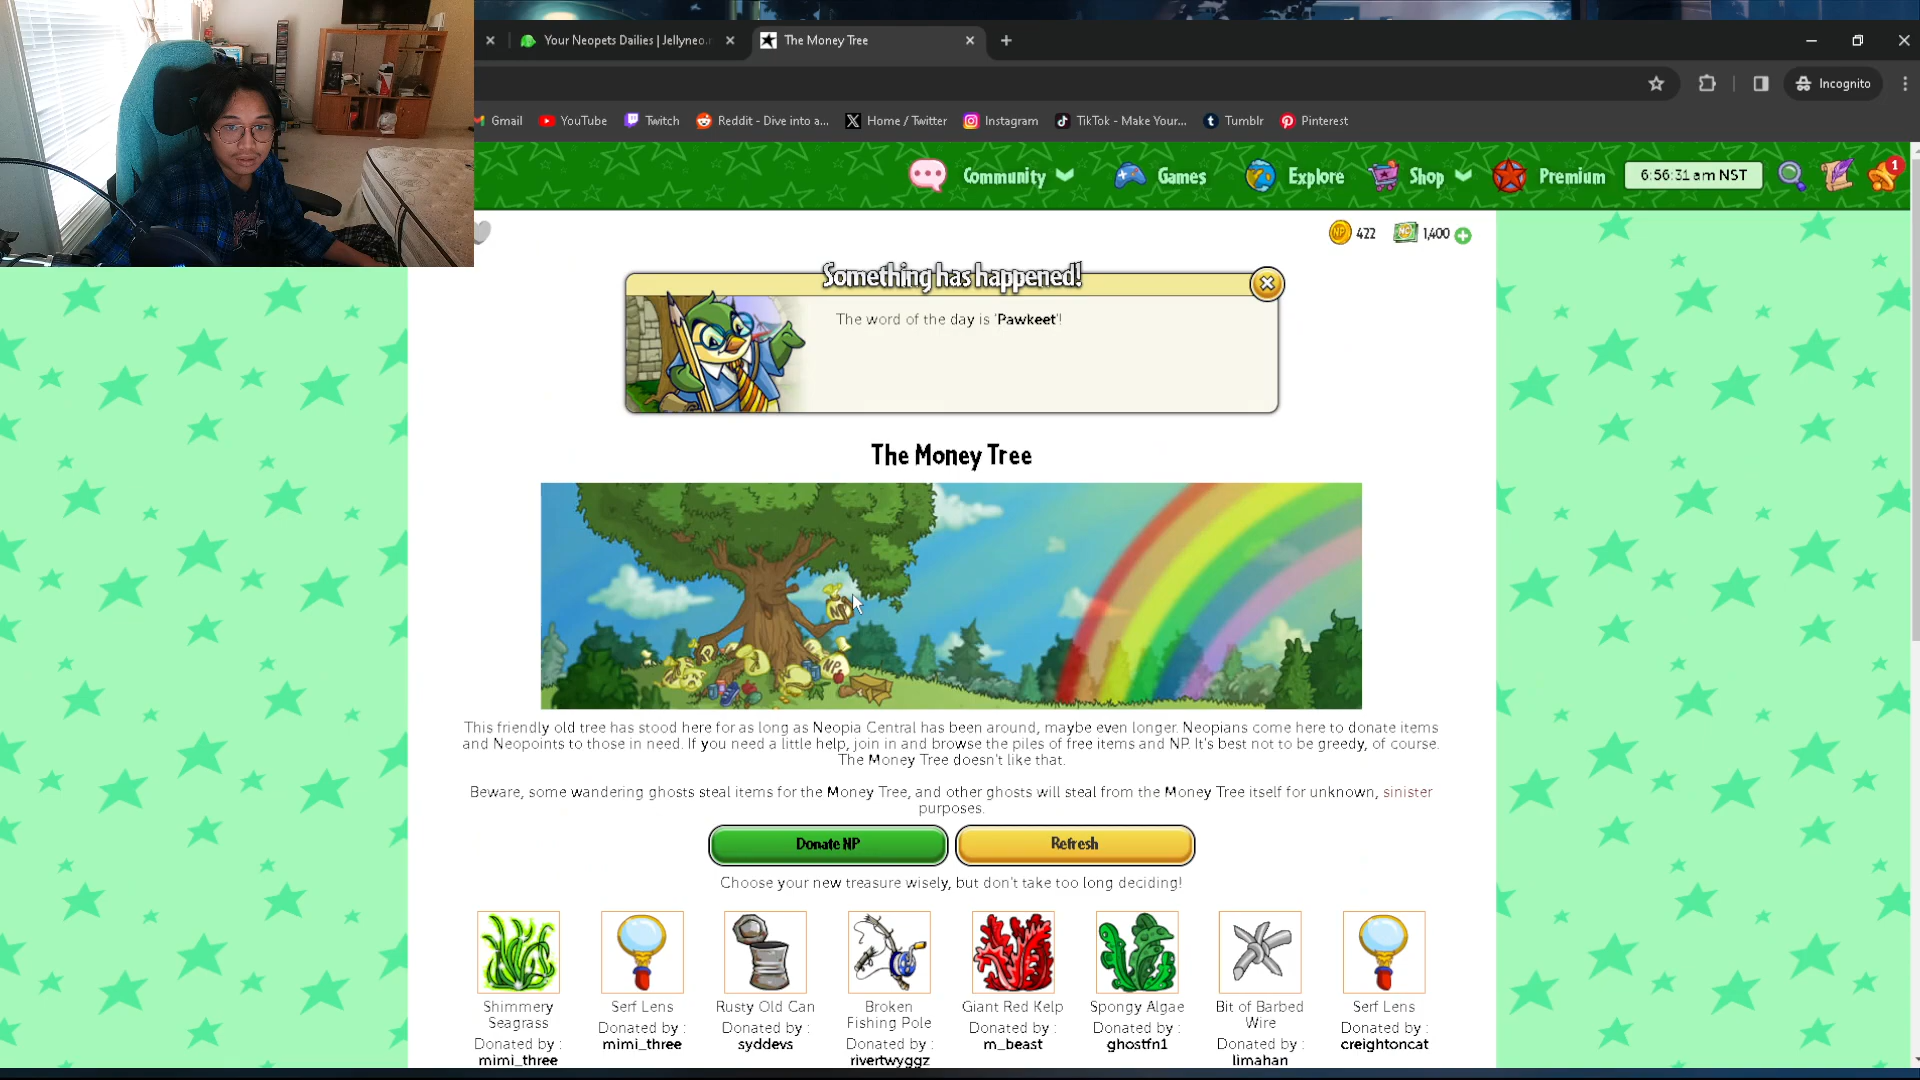 Your Neopets Dailies | Jellyneo.
The Money Tree
Incognito
Gmail
YouTube
Twitch
Reddit - Dive into a...
Home / Twitter
Instagram
TikTok - Make Your...
Tumblr
Pinterest
Community
Games
Explore
Shop
Premium
6:56:31 am NST
1
NP
422
NC
1,400
Something has happened!
The word of the day is 'Pawkeet'!
The Money Tree
NP
This friendly old tree has stood here for as long as Neopia Central has been around, maybe even longer. Neopians come here to donate items
and Neopoints to those in need. If you need a little help, join in and browse the piles of free items and NP. It's best not to be greedy, of course.
The Money Tree doesn't like that.
Beware, some wandering ghosts steal items for the Money Tree, and other ghosts will steal from the Money Tree itself for unknown, sinister
purposes.
Donate NP
Refresh
Choose your new treasure wisely, but don't take too long deciding!
Shimmery
Seagrass
Donated by :
mimi_three
Serf Lens
Donated by :
mimi_three
Rusty Old Can
Donated by :
syddevs
Broken
Fishing Pole
Donated by :
rivertwyggz
Giant Red Kelp
Donated by :
m_beast
Spongy Algae
Donated by :
ghostfn1
Bit of Barbed
Wire
Donated by :
limahan
Serf Lens
Donated by :
creightoncat